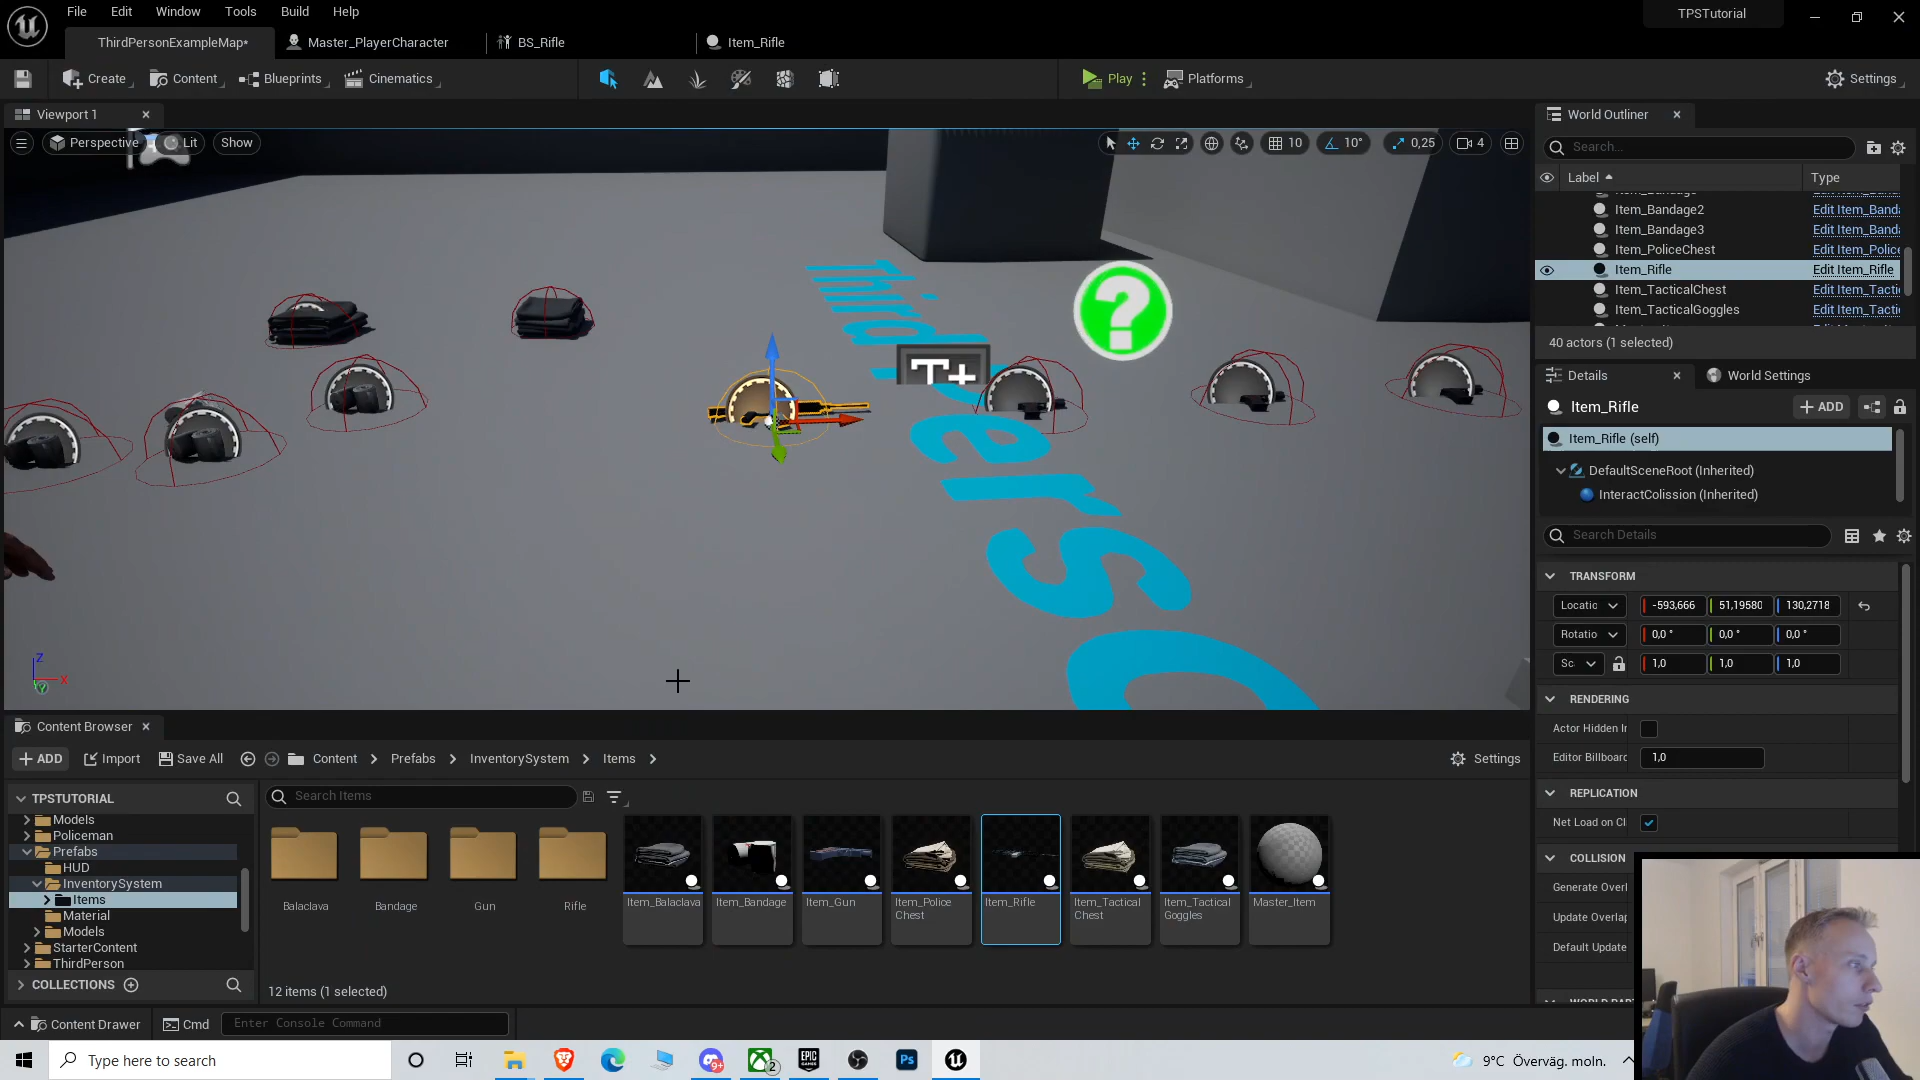 File Edit Window Tools Build Help
TPSTutorial
ThirdPersonExampleMap*
Master_PlayerCharacter
BS_Rifle
Item_Rifle
Create
Content
Blueprints
Cinematics
Play
Platforms
Settings
Viewport 1
Perspective
Lit
Show
10
10°
0,25
4
T+
?
World Outliner
Search...
Label
Type
Item_Bandage2
Edit Item_Banda
Item_Bandage3
Edit Item_Banda
Item_PoliceChest
Edit Item_Police
Item_Rifle
Edit Item_Rifle
Item_TacticalChest
Edit Item_Tactic
Item_TacticalGoggles
Edit Item_Tactic
40 actors (1 selected)
Details
World Settings
Item_Rifle
ADD
Item_Rifle (self)
DefaultSceneRoot (Inherited)
InteractColission (Inherited)
Search Details
TRANSFORM
Locatic
-593,666
51,19580
130,2718
Rotatio
0,0 °
0,0 °
0,0 °
Sc
1,0
1,0
1,0
RENDERING
Actor Hidden Ir
Editor Billboard
1,0
REPLICATION
Net Load on Cl
COLLISION
Generate Overl
Update Overlap
Default Update
Z
X
Y
Content Browser
ADD
Import
Save All
Content
Prefabs
InventorySystem
Items
Settings
TPSTUTORIAL
Search Items
Models
Policeman
Prefabs
HUD
InventorySystem
Items
Material
Models
StarterContent
ThirdPerson
COLLECTIONS
Balaclava
Bandage
Gun
Rifle
Item_Balaclava
Item_Bandage
Item_Gun
Item_Police
Chest
Item_Rifle
Item_Tactical
Chest
Item_Tactical
Goggles
Master_Item
12 items (1 selected)
Content Drawer
Cmd
Enter Console Command
Type here to search
9+
2
EPIC
GAMES
Ps
9°C Överväg. moln.